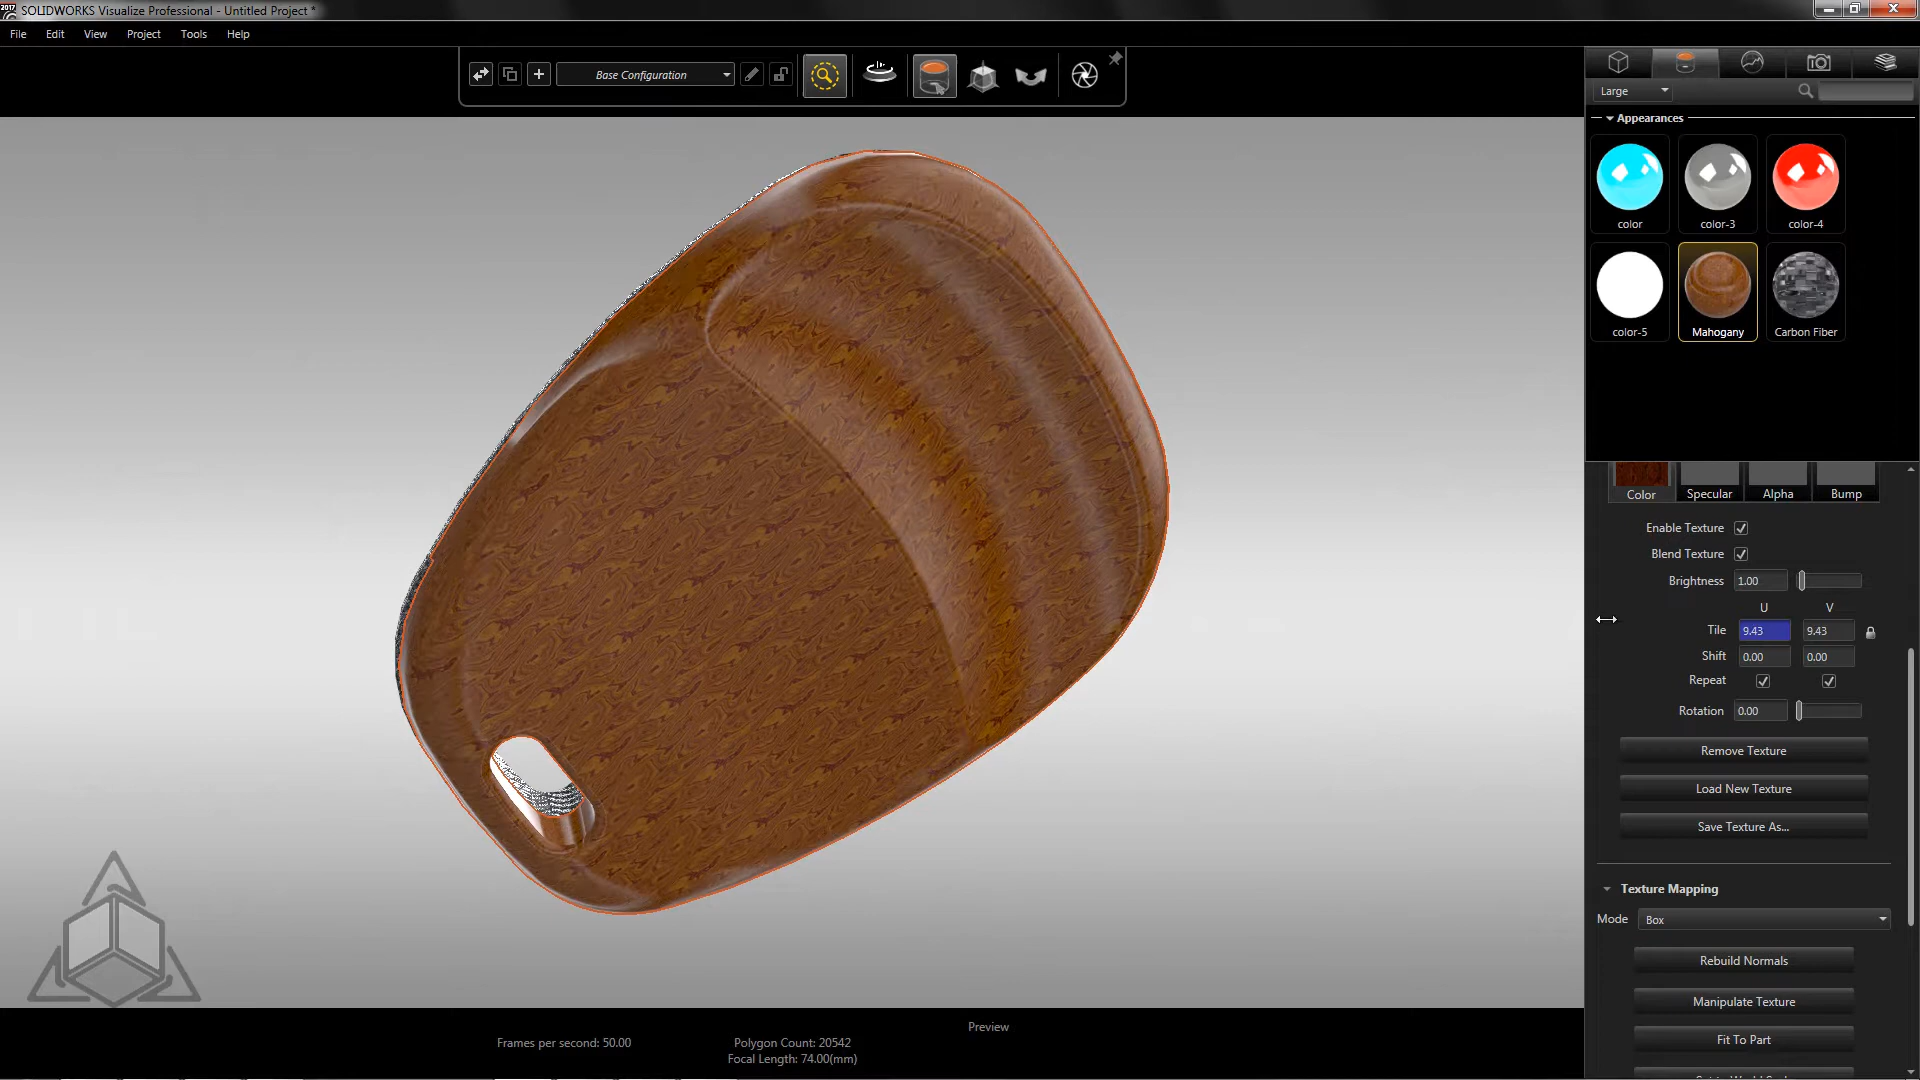 2017
SOLIDWORKS Visualize Professional - Untitled Project *
File Edit View Project Tools Help
Base Configuration
Large
Appearances
color color-3 color-4
color-5 Mahogany Carbon Fiber
Color Specular Alpha Bump
Enable Texture
Blend Texture
Brightness 1.00
U V
Tile 9.43 9.43
Shift 0.00 0.00
Repeat
Rotation 0.00
Remove Texture
Load New Texture
Save Texture As...
Texture Mapping
Mode Box
Rebuild Normals
Manipulate Texture
Fit To Part
Preview
Frames per second: 50.00
Polygon Count: 20542
Focal Length: 74.00(mm)